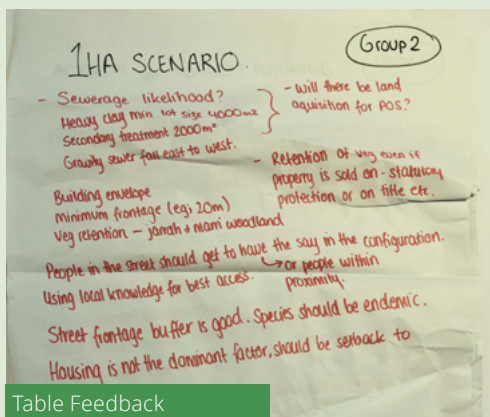 Group 2
1HA SCENARIO.
- Sewerage likelihood?
Heavy clay min lot size 4000m2
Secondary treatment 2000m²
Gravity sewer fall east to west.
- will there be land
aquisition for POS?
- Retention of veg even if
property is sold on - statutory
protection or on title etc.
Building envelope
minimum frontage (eg; 20m)
Veg retention - jarrah + marri woodland
People in the street should get to have the say in the configuration.
↳ or people within
proximity.
Using local knowledge for best access.
Street frontage buffer is good. Species should be endemic.
Housing is not the dominant factor, should be setback to
Table Feedback